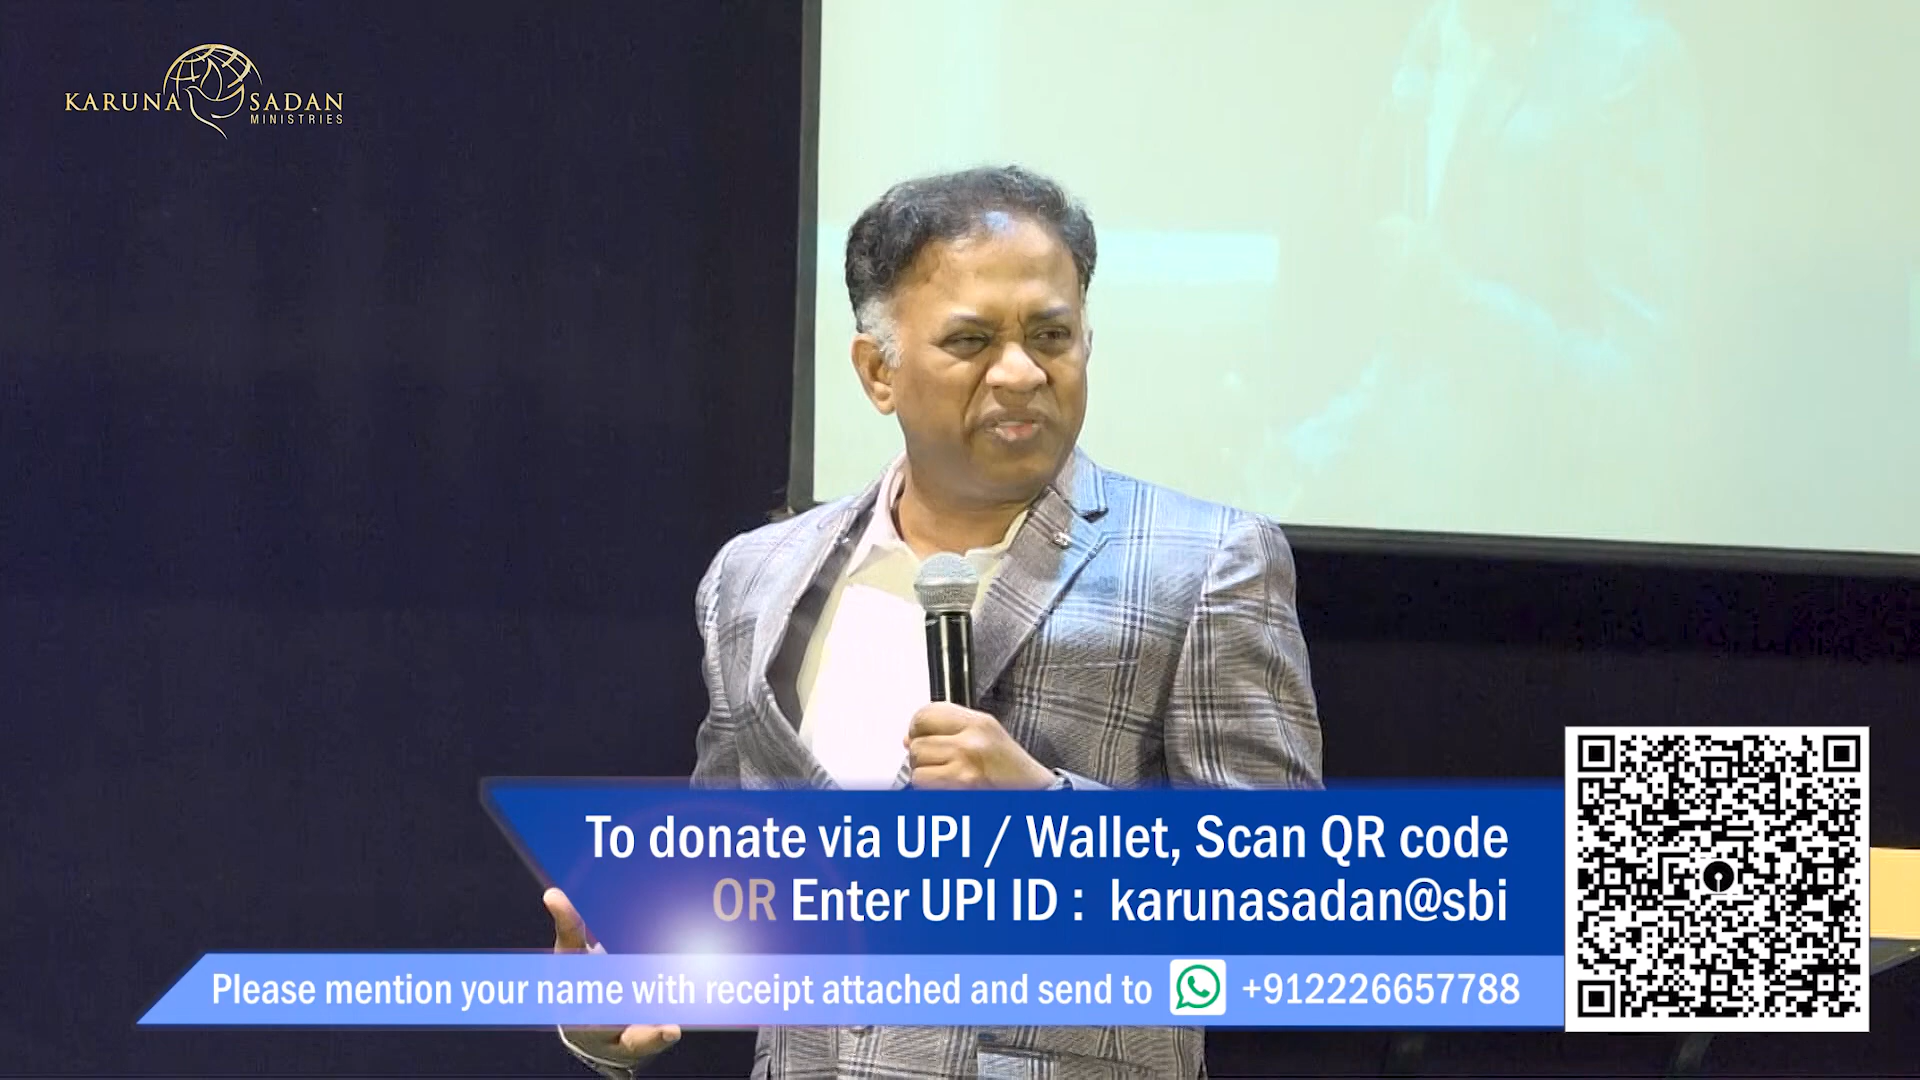 KARUNA SADAN
MINISTRIES
To donate via UPI / Wallet, Scan QR code
OR Enter UPI ID : karunasadan@sbi
Please mention your name with receipt attached and send to +912226657788